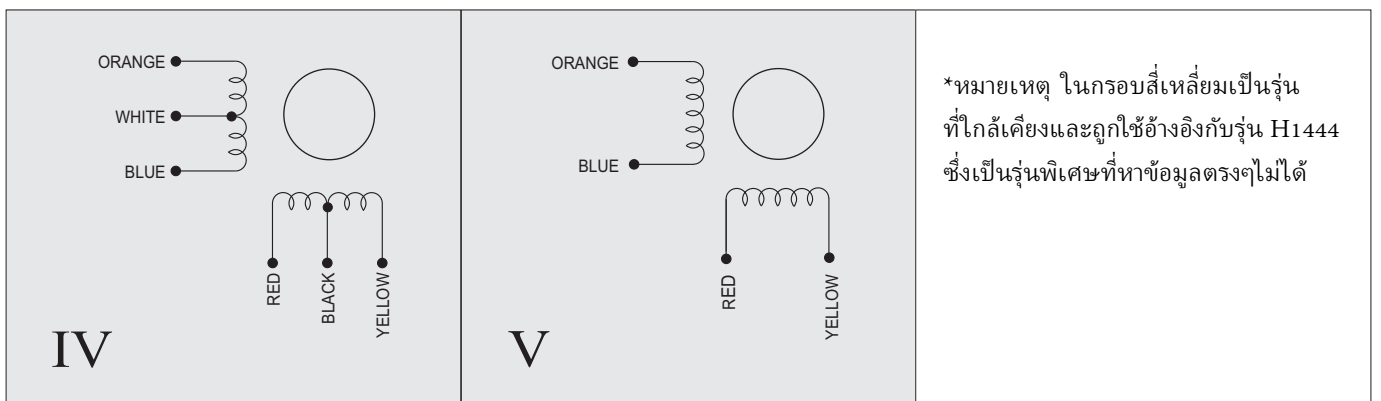 ORANGE
WHITE
BLUE
RED
BLACK
YELLOW
IV
ORANGE
BLUE
RED
YELLOW
V
*หมายเหตุ ในกรอบสี่เหลี่ยมเป็นรุ่น
ที่ใกล้เคียงและถูกใช้อ้างอิงกับรุ่น H1444
ซึ่งเป็นรุ่นพิเศษที่หาข้อมูลตรงๆไม่ได้